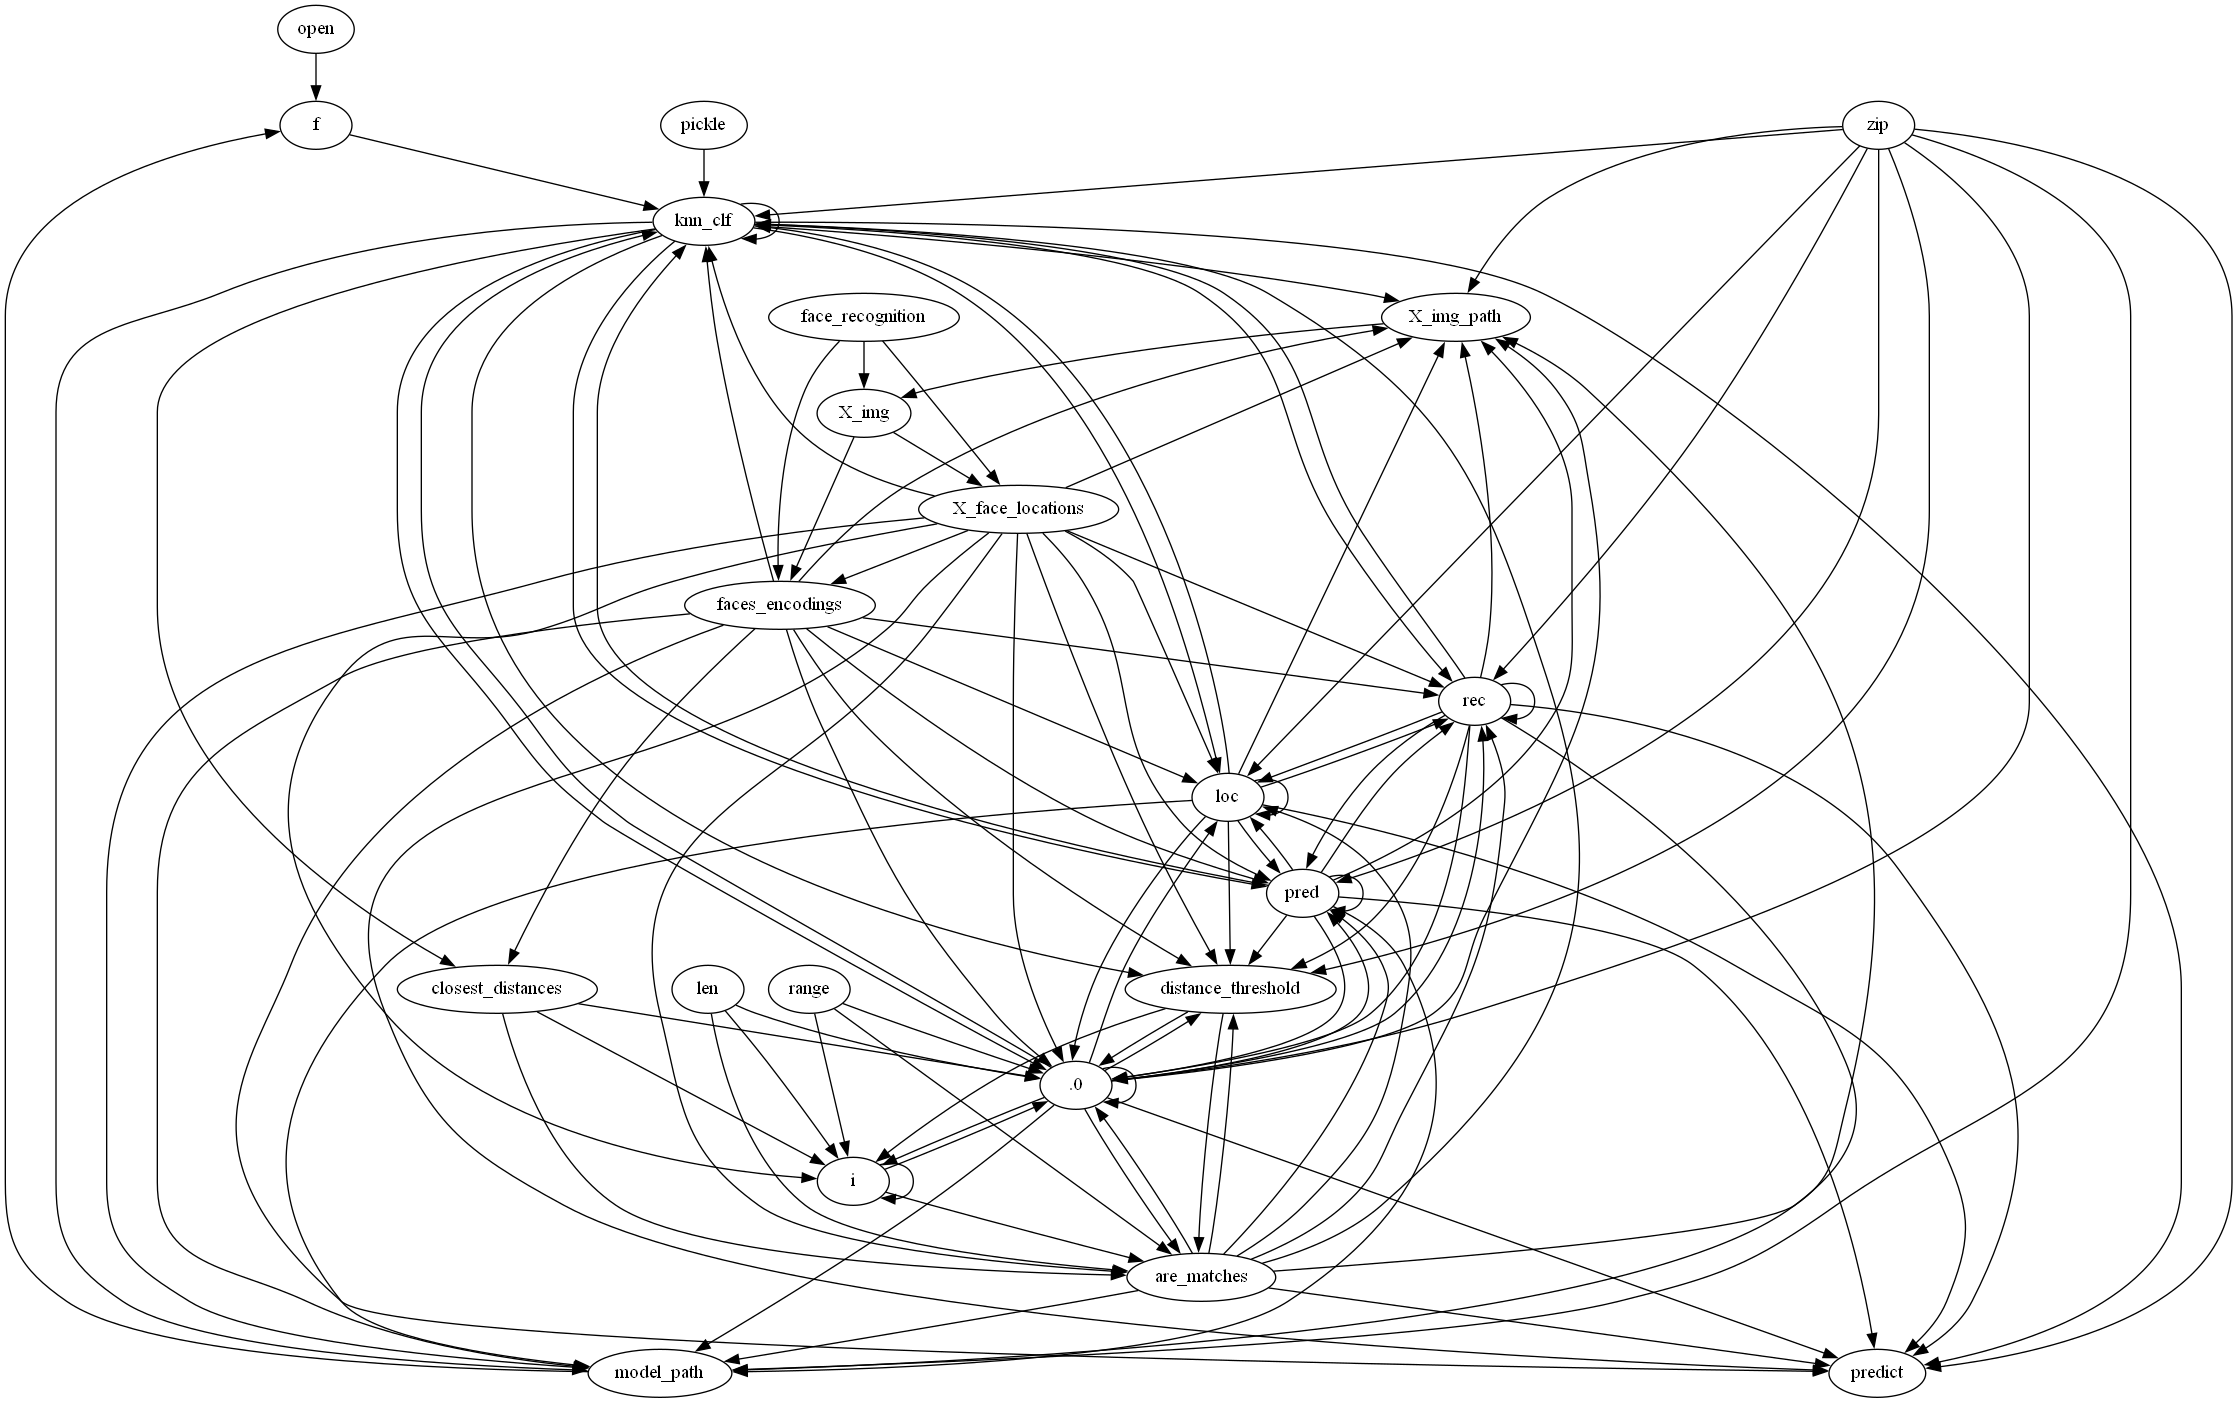 open
f
pickle
zip
knn_clf
face_recognition
X_img_path
X_img
X_face_locations
faces_encodings
rec
loc
pred
closest_distances
len
range
distance_threshold
.0
i
are_matches
model_path
predict